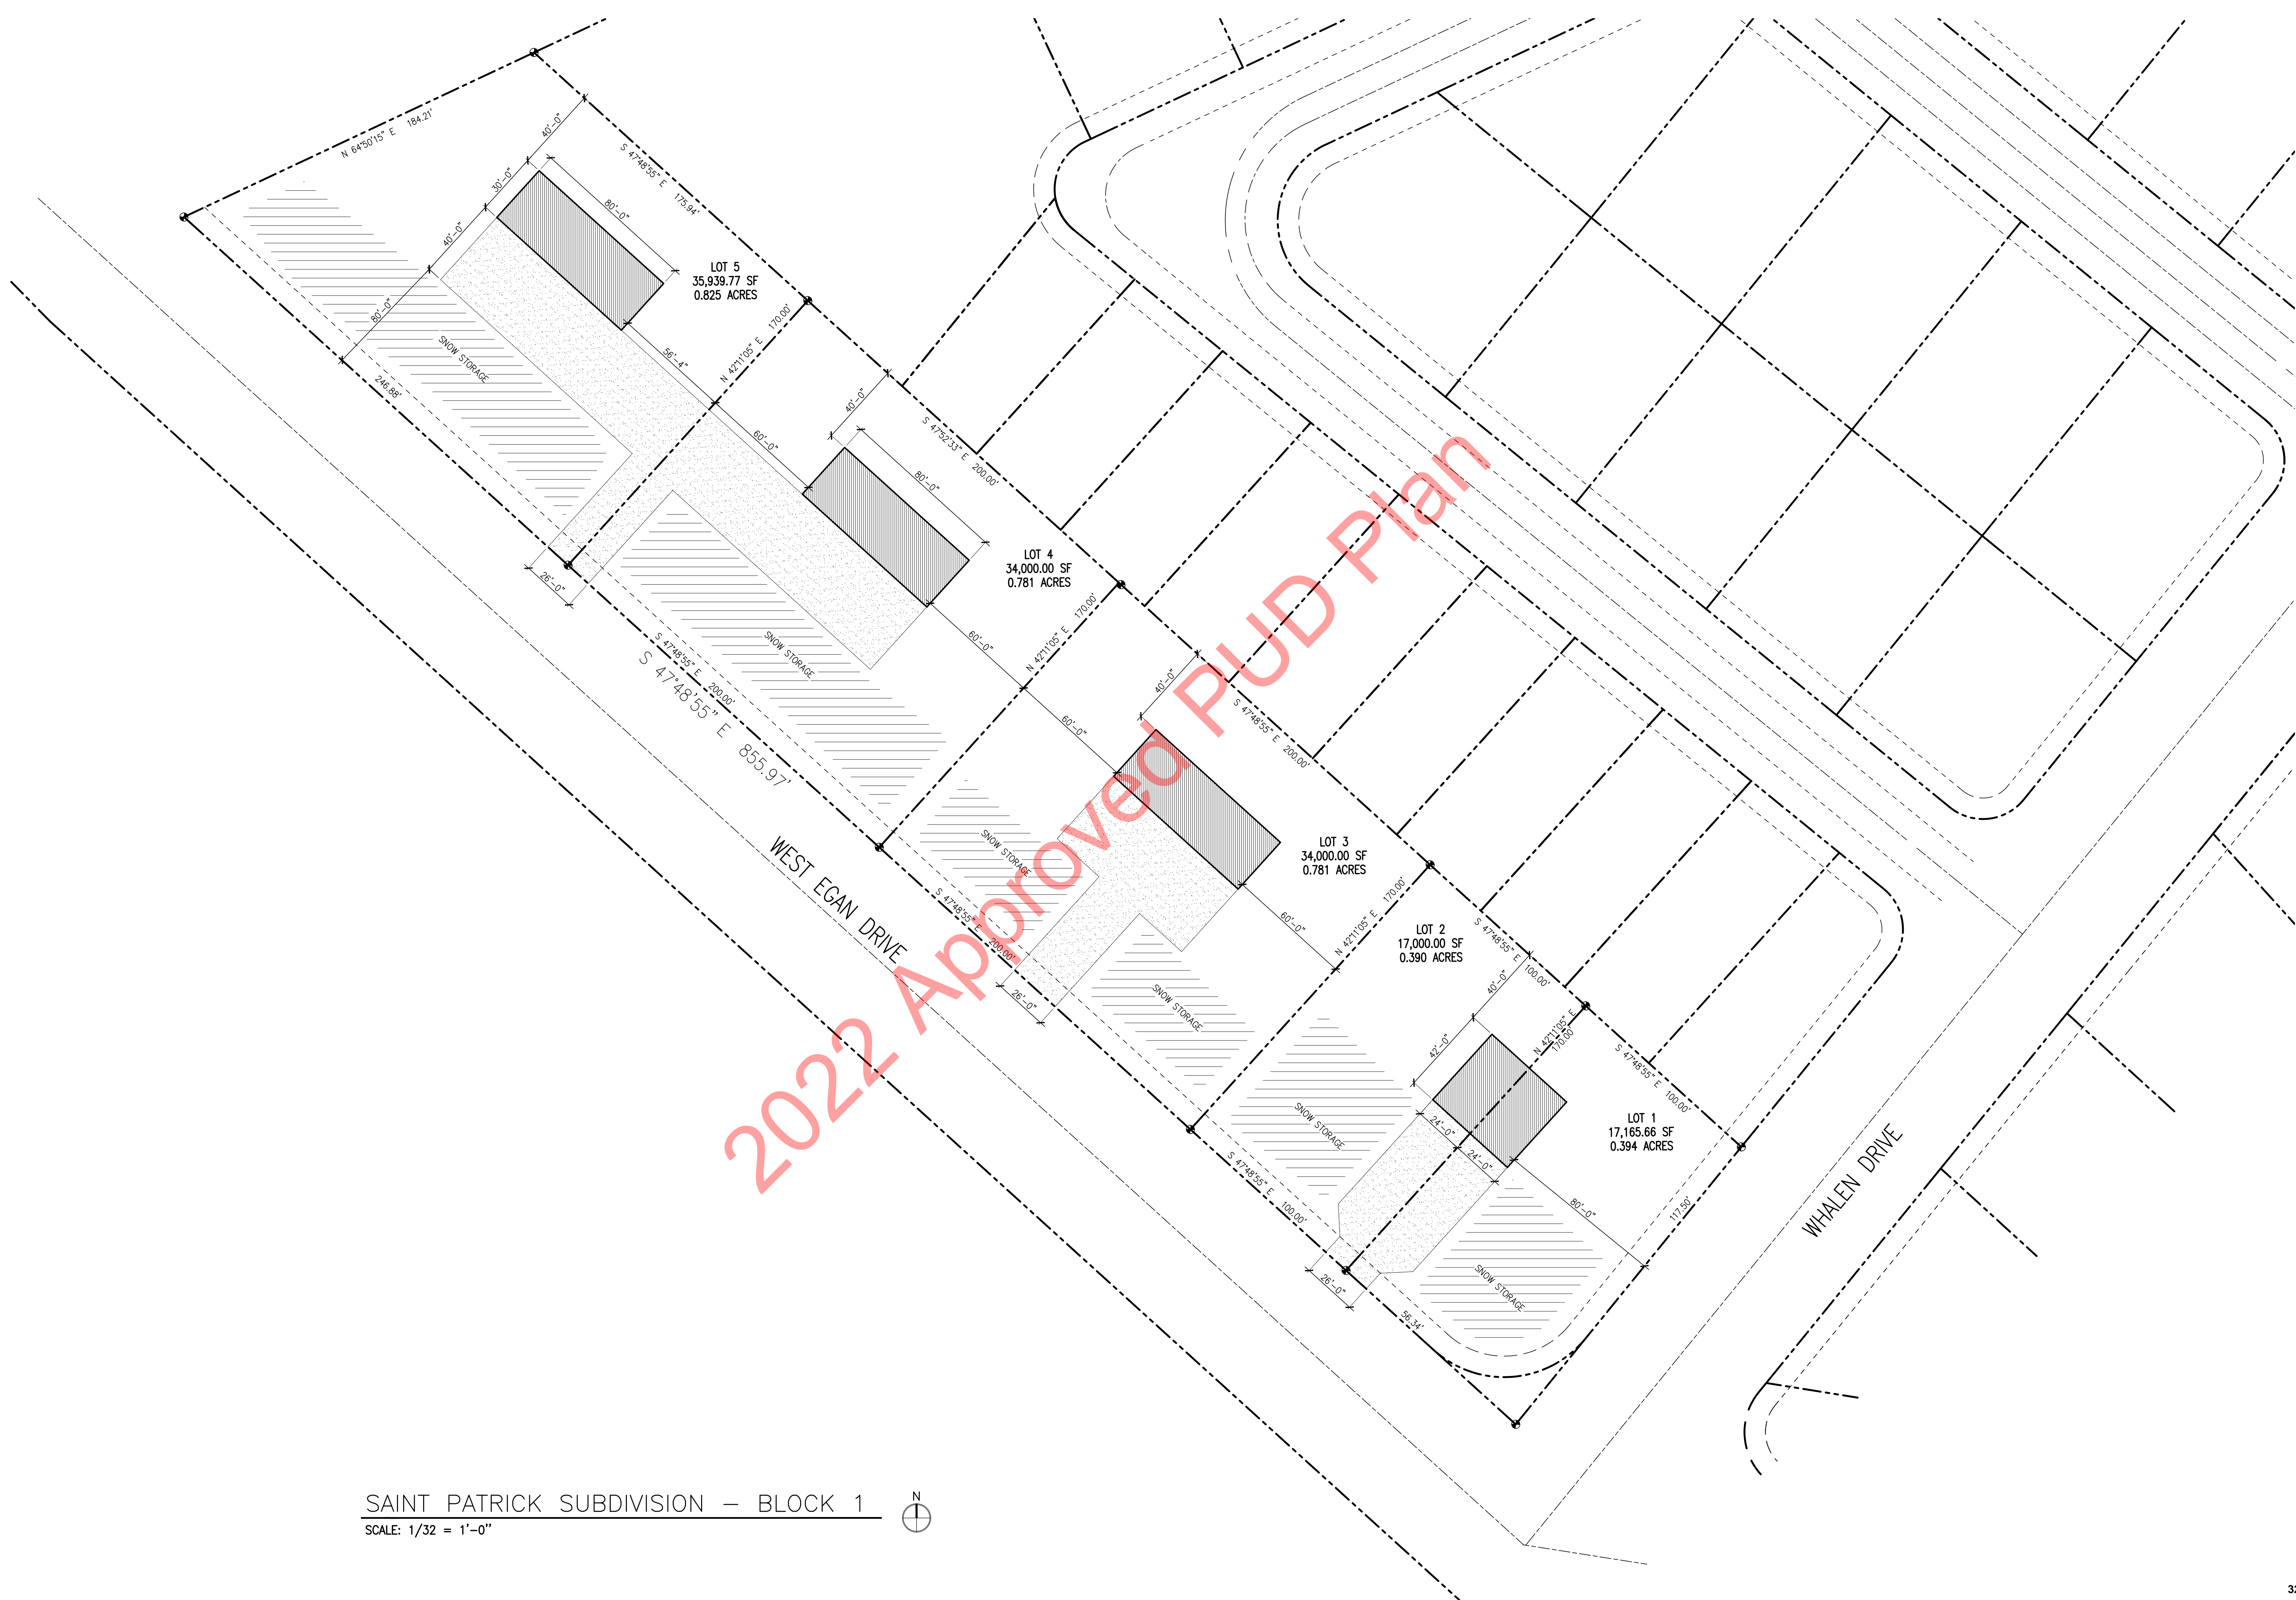 N 64°50'15" E 184.21'
40'-0"
30'-0"
40'-0"
80'-0"
80'-0"
S 47°48'55" E 175.94'
LOT 5
35,939.77 SF
0.825 ACRES
SNOW STORAGE
246.88'
56'-4"
N 42°11'05" E 170.00'
60'-0"
40'-0"
80'-0"
S 47°52'33" E 200.00'
LOT 4
34,000.00 SF
0.781 ACRES
26'-0"
SNOW STORAGE
S 47°48'55" E 200.00'
S 47°48'55" E 855.97'
60'-0"
N 42°11'05" E 170.00'
60'-0"
40'-0"
S 47°48'55" E 200.00'
LOT 3
34,000.00 SF
0.781 ACRES
SNOW STORAGE
WEST EGAN DRIVE
S 47°48'55" E 200.00'
26'-0"
SNOW STORAGE
60'-0"
N 42°11'05" E 170.00'
LOT 2
17,000.00 SF
0.390 ACRES
S 47°48'55" E 100.00'
40'-0"
42'-0"
N 42°11'05" E
170.00
S 47°48'55" E 100.00'
LOT 1
17,165.66 SF
0.394 ACRES
SNOW STORAGE
24'-0"
24'-0"
80'-0"
117.50'
WHALEN DRIVE
S 47°48'55" E 100.00'
26'-0"
SNOW STORAGE
56.34'
2022 Approved PUD Plan
SAINT PATRICK SUBDIVISION – BLOCK 1
N
SCALE: 1/32 = 1'-0"